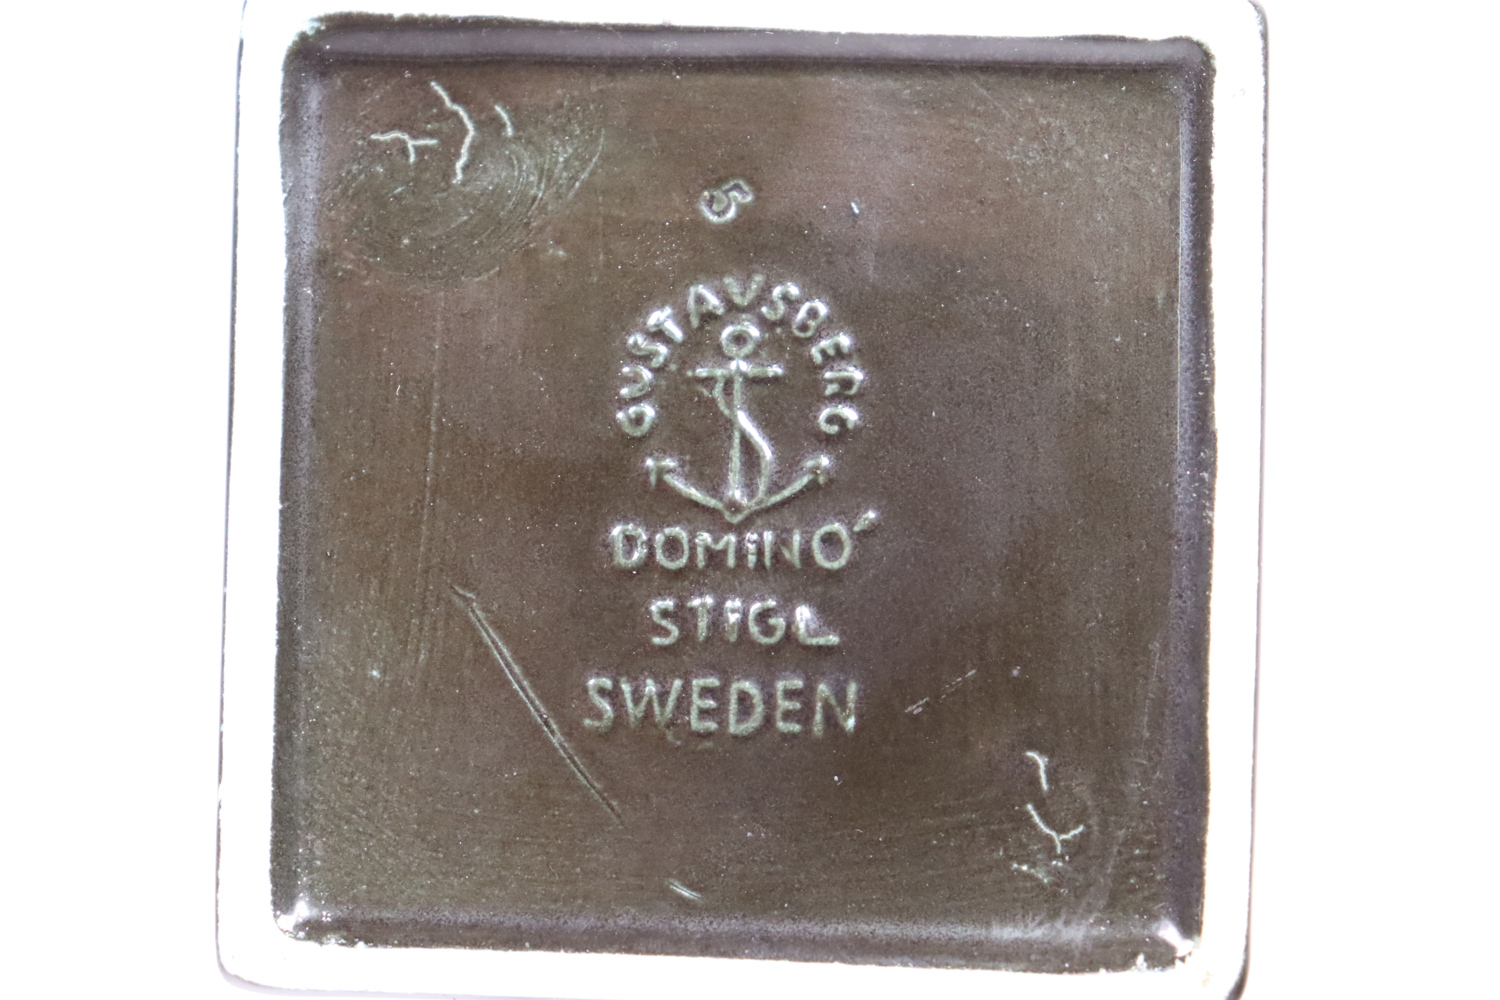 5
GUSTAVSBERG
DOMINO´
STIG L
SWEDEN